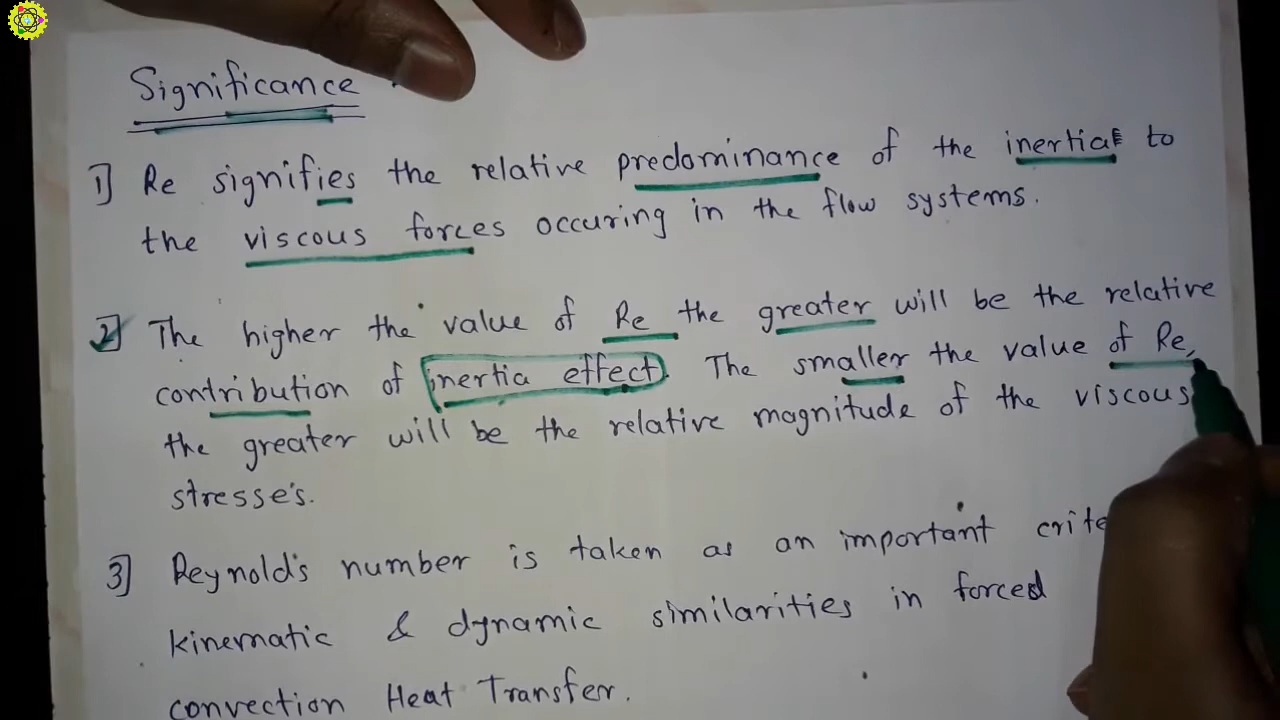 Significance
1] Re signifies the relative predominance of the inertial to
the viscous forces occuring in the flow systems.
2] The higher the value of Re the greater will be the relative
contribution of inertia effect. The smaller the value of Re,
the greater will be the relative magnitude of the viscous
stresse's.
3] Reynold's number is taken as an important
kinematic & dynamic similarities in forced
convection Heat Transfer.